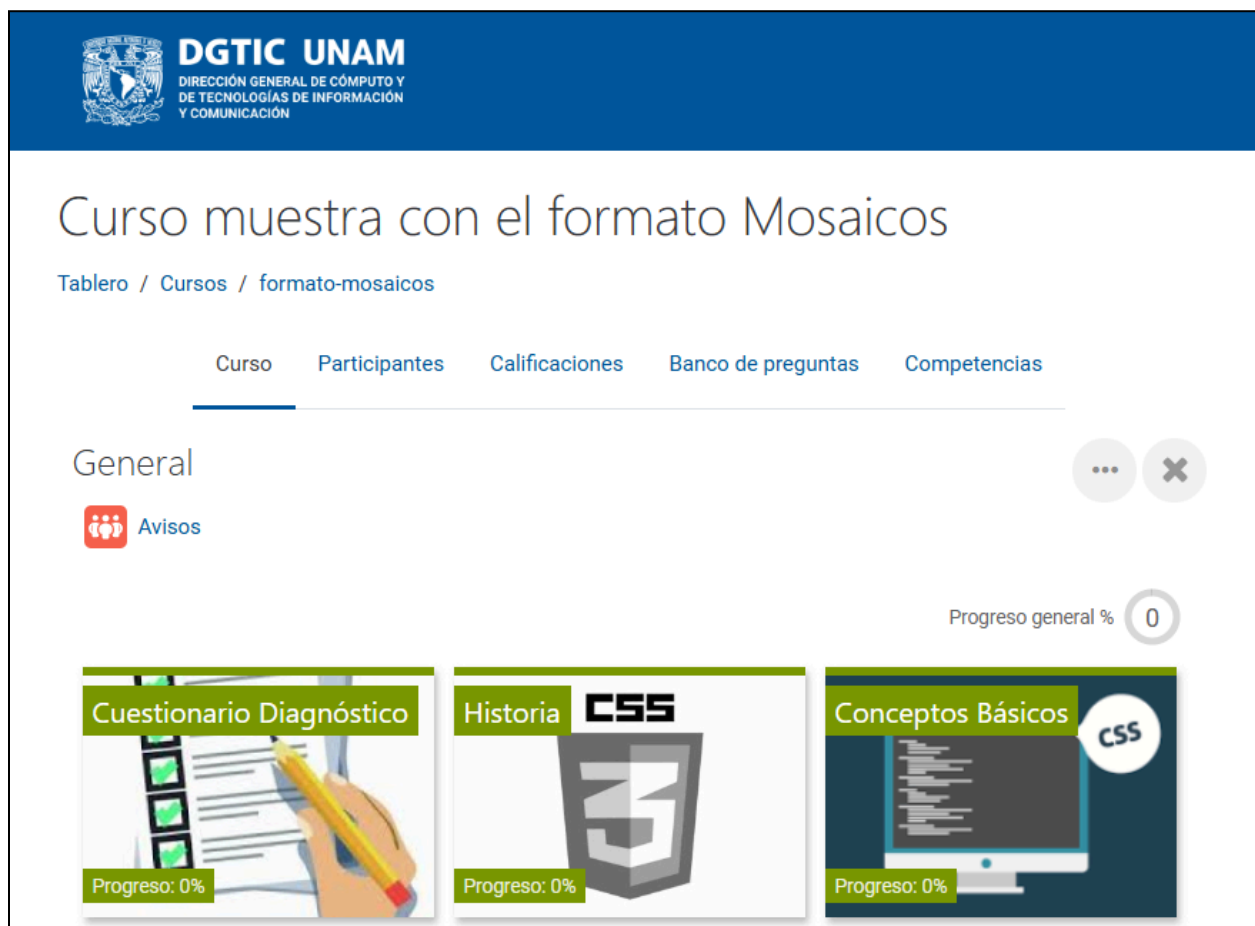 DGTIC UNAM
DIRECCIÓN GENERAL DE CÓMPUTO Y
DE TECNOLOGÍAS DE INFORMACIÓN
Y COMUNICACIÓN
Curso muestra con el formato Mosaicos
Tablero / Cursos / formato-mosaicos
Curso Participantes Calificaciones Banco de preguntas Competencias
General
Avisos
Progreso general % 0
Cuestionario Diagnóstico
Progreso: 0%
Historia
CSS
3
Progreso: 0%
Conceptos Básicos
CSS
Progreso: 0%